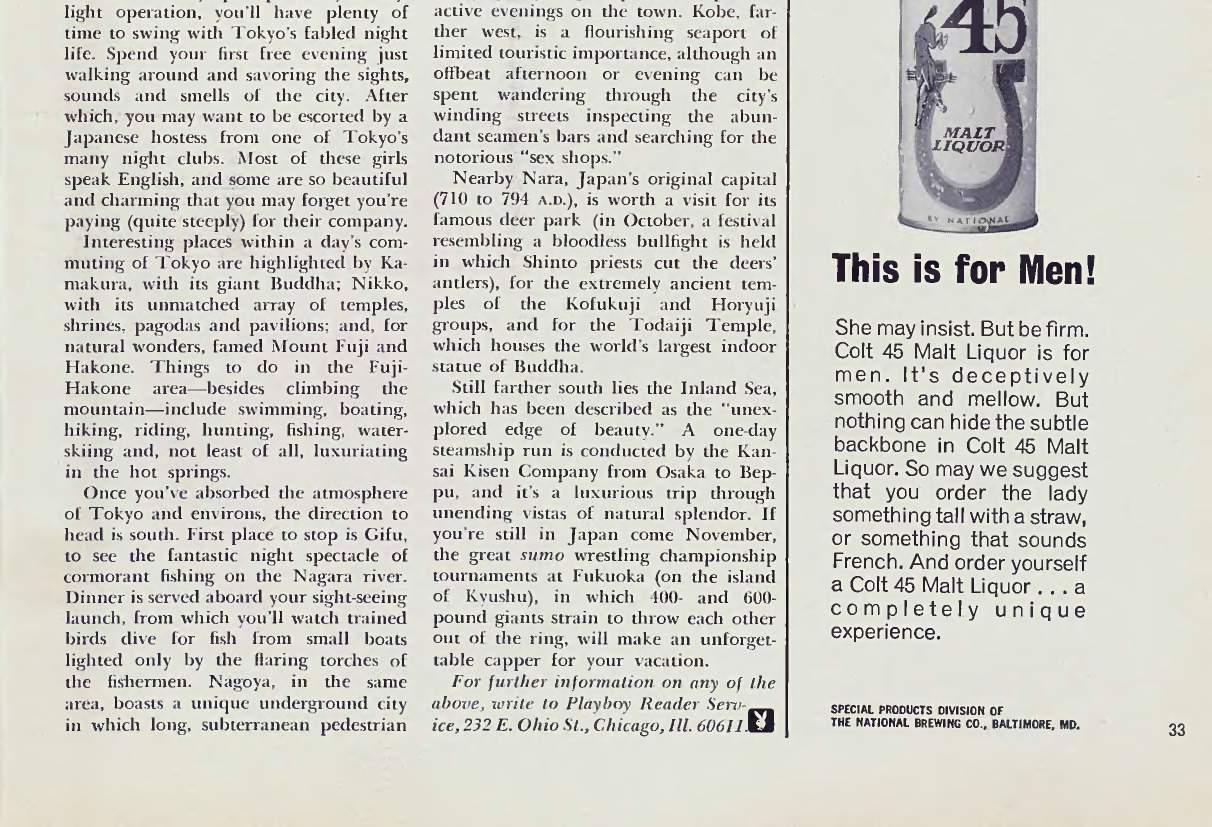 light operation, you'll have plenty of
time to swing with Tokyo's fabled night
life. Spend your first free evening just
walking around and savoring the sights,
sounds and smells of the city. After
which, you may want to be escorted by a
Japanese hostess from one of Tokyo's
many night clubs. Most of these girls
speak English, and some are so beautiful
and charming that you may forget you're
paying (quite steeply) for their company.
Interesting places within a day's com-
muting of Tokyo are highlighted by Ka-
makura, with its giant Buddha; Nikko,
with its unmatched array of temples,
shrines, pagodas and pavilions; and, for
natural wonders, famed Mount Fuji and
Hakone. Things to do in the Fuji-
Hakone area—besides climbing the
mountain—include swimming, boating,
hiking, riding, hunting, fishing, water-
skiing and, not least of all, luxuriating
in the hot springs.
Once you've absorbed the atmosphere
of Tokyo and environs, the direction to
head is south. First place to stop is Gifu,
to see the fantastic night spectacle of
cormorant fishing on the Nagara river.
Dinner is served aboard your sight-seeing
launch, from which you'll watch trained
birds dive for fish from small boats
lighted only by the flaring torches of
the fishermen. Nagoya, in the same
area, boasts a unique underground city
in which long, subterranean pedestrian
active evenings on the town. Kobe, far-
ther west, is a flourishing seaport of
limited touristic importance, although an
offbeat afternoon or evening can be
spent wandering through the city's
winding streets inspecting the abun-
dant seamen's bars and searching for the
notorious "sex shops."
Nearby Nara, Japan's original capital
(710 to 794 A.D.), is worth a visit for its
famous deer park (in October, a festival
resembling a bloodless bullfight is held
in which Shinto priests cut the deers'
antlers), for the extremely ancient tem-
ples of the Kofukuji and Horyuji
groups, and for the Todaiji Temple,
which houses the world's largest indoor
statue of Buddha.
Still farther south lies the Inland Sea,
which has been described as the "unex-
plored edge of beauty." A one-day
steamship run is conducted by the Kan-
sai Kisen Company from Osaka to Bep-
pu, and it's a luxurious trip through
unending vistas of natural splendor. If
you're still in Japan come November,
the great sumo wrestling championship
tournaments at Fukuoka (on the island
of Kyushu), in which 400- and 600-
pound giants strain to throw each other
out of the ring, will make an unforget-
table capper for your vacation.
For further information on any of the
above, write to Playboy Reader Serv-
ice, 232 E. Ohio St., Chicago, Ill. 60611.
45
MALT
LIQUOR
BY NATIONAL
This is for Men!
She may insist. But be firm.
Colt 45 Malt Liquor is for
men. It's deceptively
smooth and mellow. But
nothing can hide the subtle
backbone in Colt 45 Malt
Liquor. So may we suggest
that you order the lady
something tall with a straw,
or something that sounds
French. And order yourself
a Colt 45 Malt Liquor . . . a
completely unique
experience.
SPECIAL PRODUCTS DIVISION OF
THE NATIONAL BREWING CO., BALTIMORE, MD.
33